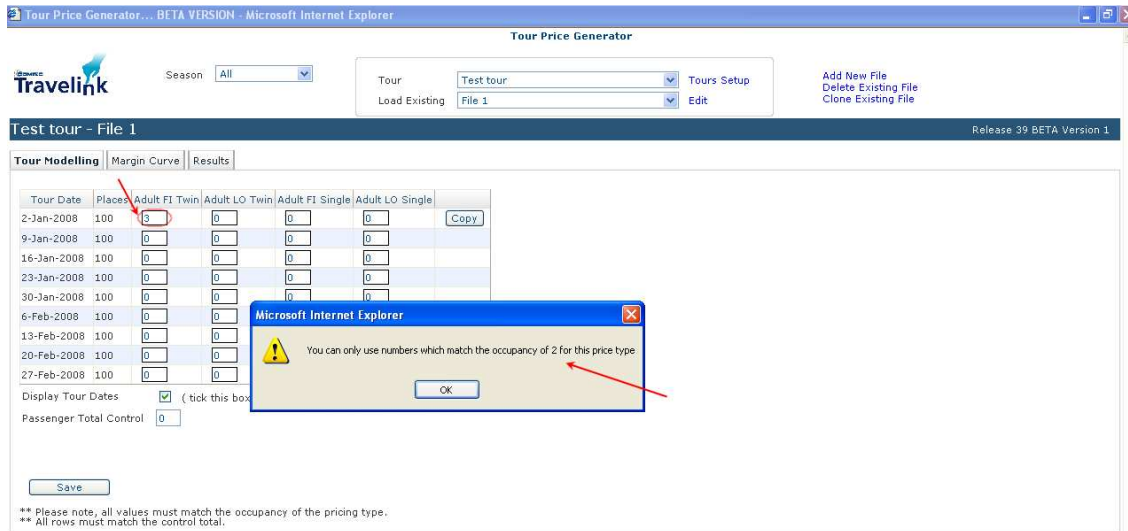 Tour Price Generator... BETA VERSION - Microsoft Internet Explorer
Tour Price Generator
Travelink
Season All
Tour Test tour Tours Setup
Load Existing File 1 Edit
Add New File
Delete Existing File
Clone Existing File
Test tour - File 1
Release 39 BETA Version 1
Tour Modelling Margin Curve Results
Tour Date Places Adult FI Twin Adult LO Twin Adult FI Single Adult LO Single
2-Jan-2008 100 3 0 0 0 Copy
9-Jan-2008 100 0 0 0 0
16-Jan-2008 100 0 0 0 0
23-Jan-2008 100 0 0 0 0
30-Jan-2008 100 0 0 0 0
6-Feb-2008 100 0 0
13-Feb-2008 100 0 0
20-Feb-2008 100 0 0
27-Feb-2008 100 0 0
Microsoft Internet Explorer
You can only use numbers which match the occupancy of 2 for this price type
OK
Display Tour Dates ( tick this box
Passenger Total Control 0
Save
** Please note, all values must match the occupancy of the pricing type.
** All rows must match the control total.